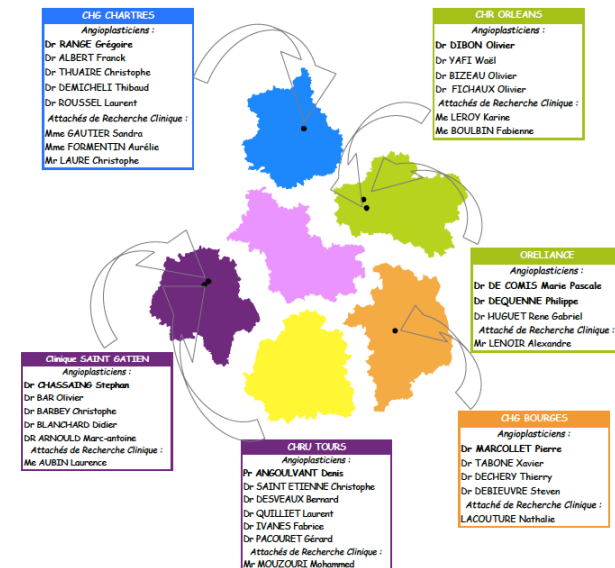 CHG CHARTRES
Angioplasticiens :
Dr RANGE Grégoire
Dr ALBERT Franck
Dr THUAIRE Christophe
Dr DEMICHELI Thibaud
Dr ROUSSEL Laurent
Attachés de Recherche Clinique :
Mme GAUTIER Sandra
Mme FORMENTIN Aurélie
Mr LAURE Christophe
CHR ORLEANS
Angioplasticiens :
Dr DIBON Olivier
Dr YAFI Waël
Dr BIZEAU Olivier
Dr FICHAUX Olivier
Attachés de Recherche Clinique :
Me LEROY Karine
Me BOULBIN Fabienne
ORELIANCE
Angioplasticiens :
Dr DE COMIS Marie Pascale
Dr DEQUENNE Philippe
Dr HUGUET Rene Gabriel
Attaché de Recherche Clinique :
Mr LENOIR Alexandre
Clinique SAINT GATIEN
Angioplasticiens :
Dr CHASSAING Stephan
Dr BAR Olivier
Dr BARBEY Christophe
Dr BLANCHARD Didier
DR ARNOULD Marc-antoine
Attachés de Recherche Clinique :
Me AUBIN Laurence
CHRU TOURS
Angioplasticiens :
Pr ANGOULVANT Denis
Dr SAINT ETIENNE Christophe
Dr DESVEAUX Bernard
Dr QUILLIET Laurent
Dr IVANES Fabrice
Dr PACOURET Gérard
Attachés de Recherche Clinique :
Mr MOUZOURI Mohammed
CHG BOURGES
Angioplasticiens :
Dr MARCOLLET Pierre
Dr TABONE Xavier
Dr DECHERY Thierry
Dr DEBIEUVRE Steven
Attaché de Recherche Clinique :
LACOUTURE Nathalie